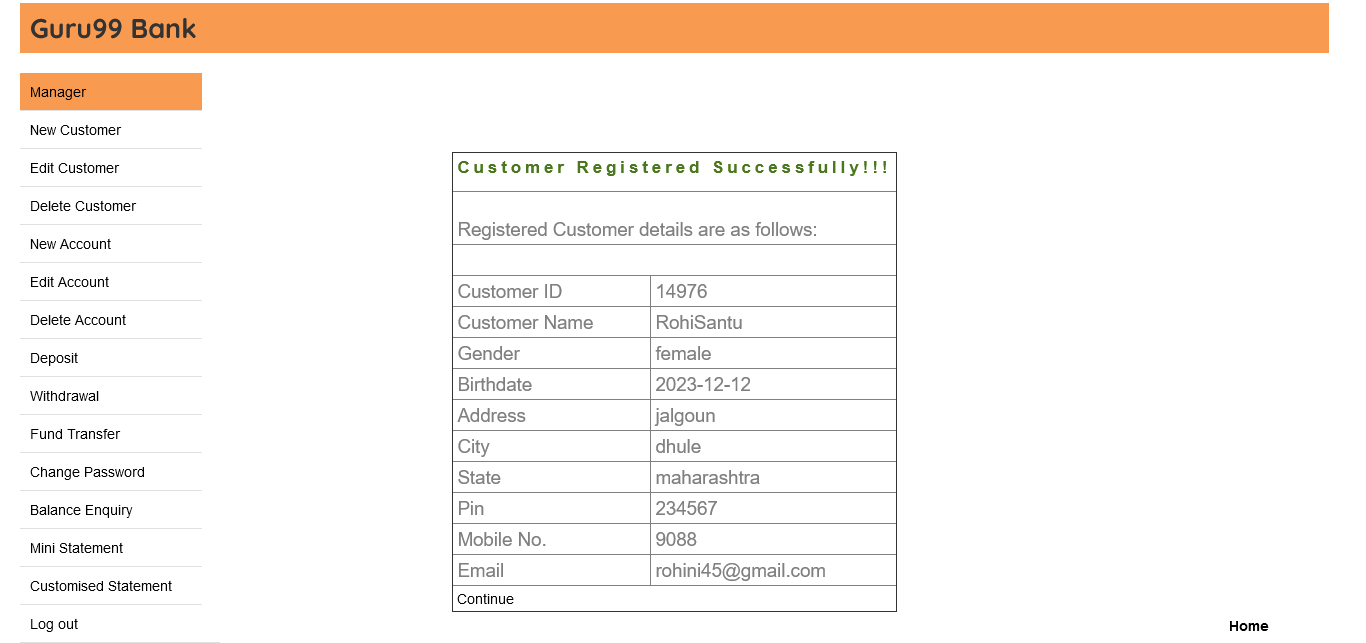 Guru99 Bank
Manager
New Customer
Edit Customer
Delete Customer
New Account
Edit Account
Delete Account
Deposit
Withdrawal
Fund Transfer
Change Password
Balance Enquiry
Mini Statement
Customised Statement
Log out
Customer Registered Successfully!!!
Registered Customer details are as follows:
Customer ID 14976
Customer Name RohiSantu
Gender female
Birthdate 2023-12-12
Address jalgoun
City dhule
State maharashtra
Pin 234567
Mobile No. 9088
Email rohini45@gmail.com
Continue
Home